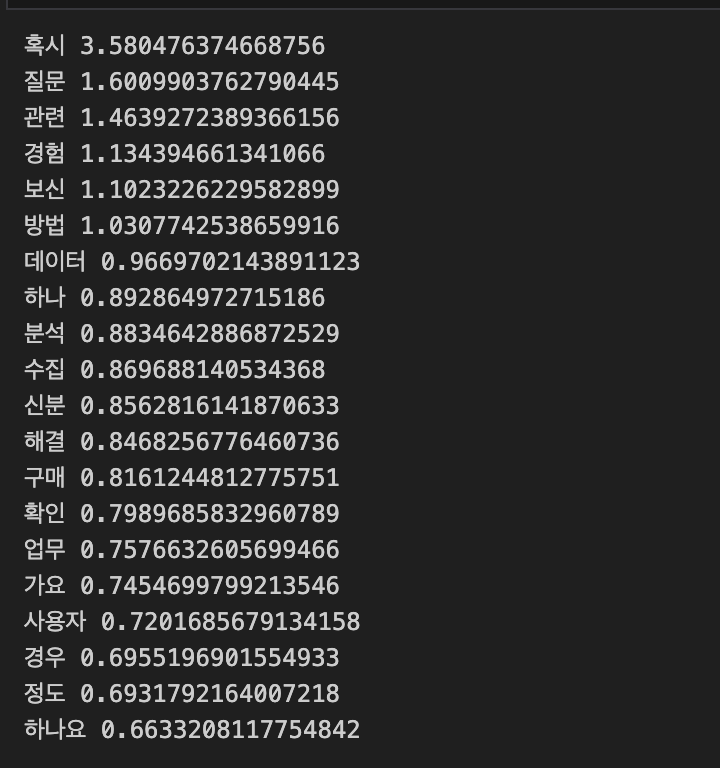 혹시 3.580476374668756
질문 1.6009903762790445
관련 1.4639272389366156
경험 1.134394661341066
보신 1.1023226229582899
방법 1.0307742538659916
데이터 0.9669702143891123
하나 0.892864972715186
분석 0.8834642886872529
수집 0.869688140534368
신분 0.8562816141870633
해결 0.8468256776460736
구매 0.8161244812775751
확인 0.7989685832960789
업무 0.7576632605699466
가요 0.7454699799213546
사용자 0.7201685679134158
경우 0.6955196901554933
정도 0.6931792164007218
하나요 0.6633208117754842